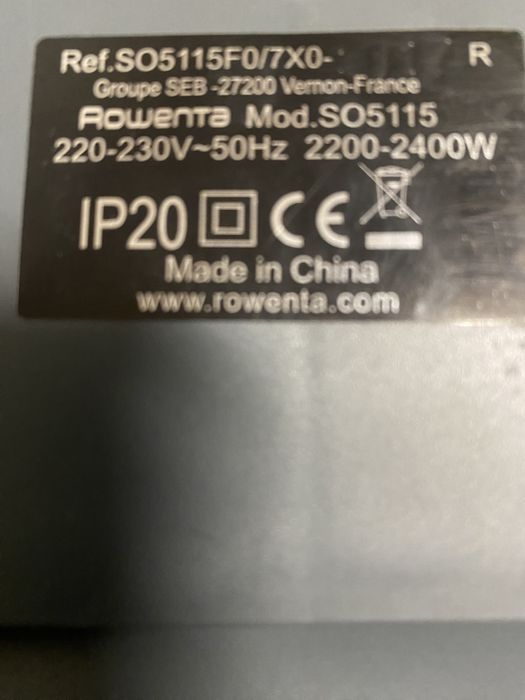 Ref.SO5115F0/7X0- R
Groupe SEB -27200 Vernon-France
Rowenta Mod.SO5115
220-230V~50Hz 2200-2400W
IP20 CE
Made in China
www.rowenta.com